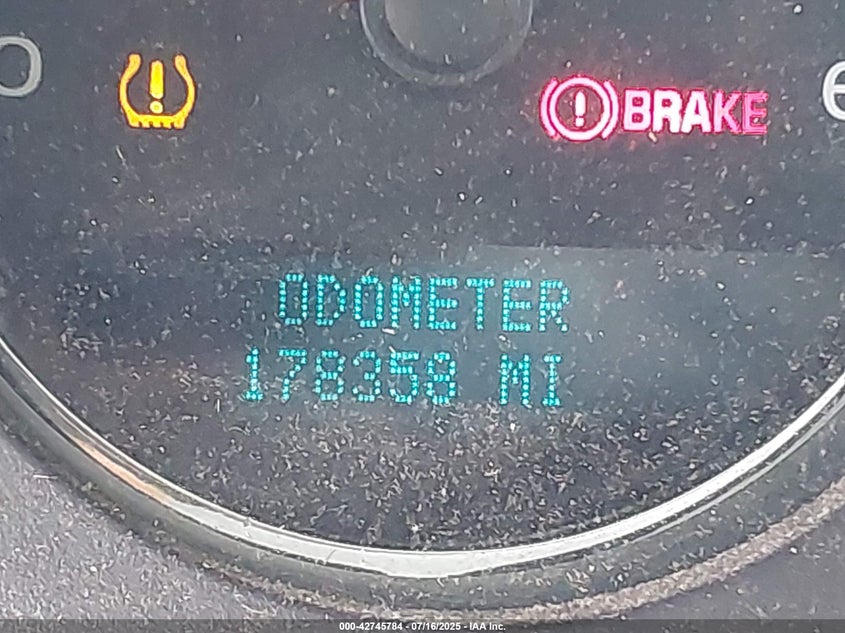 BRAKE
ODOMETER
178358 MI
000-42745784 - 07/16/2025 - IAA Inc.